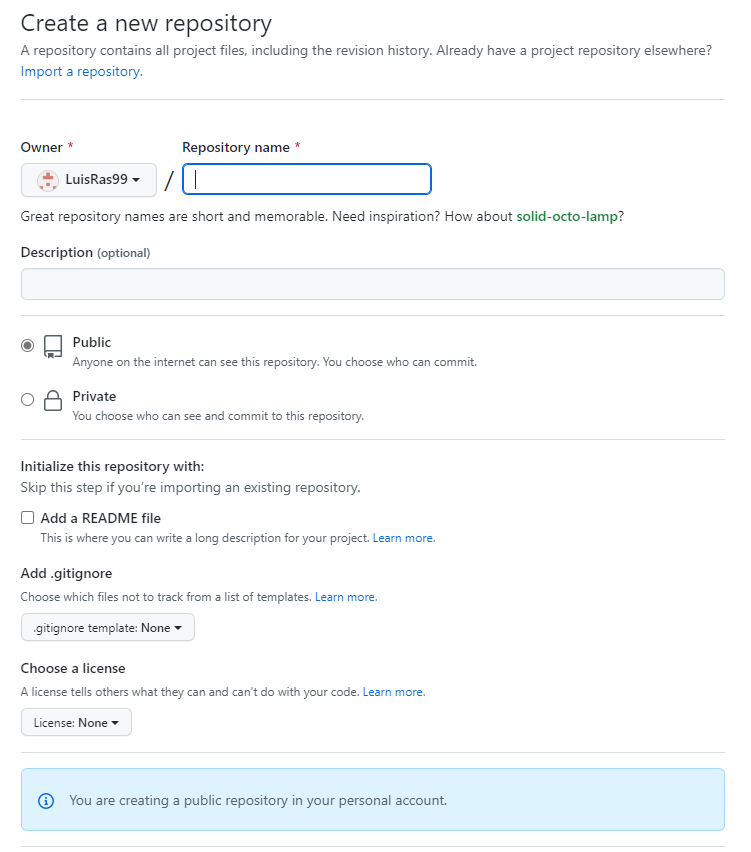 Create a new repository
A repository contains all project files, including the revision history. Already have a project repository elsewhere?
Import a repository.
Owner * Repository name *
LuisRas99 /
Great repository names are short and memorable. Need inspiration? How about solid-octo-lamp?
Description (optional)
Public
Anyone on the internet can see this repository. You choose who can commit.
Private
You choose who can see and commit to this repository.
Initialize this repository with:
Skip this step if you're importing an existing repository.
Add a README file
This is where you can write a long description for your project. Learn more.
Add .gitignore
Choose which files not to track from a list of templates. Learn more.
.gitignore template: None
Choose a license
A license tells others what they can and can't do with your code. Learn more.
License: None
You are creating a public repository in your personal account.